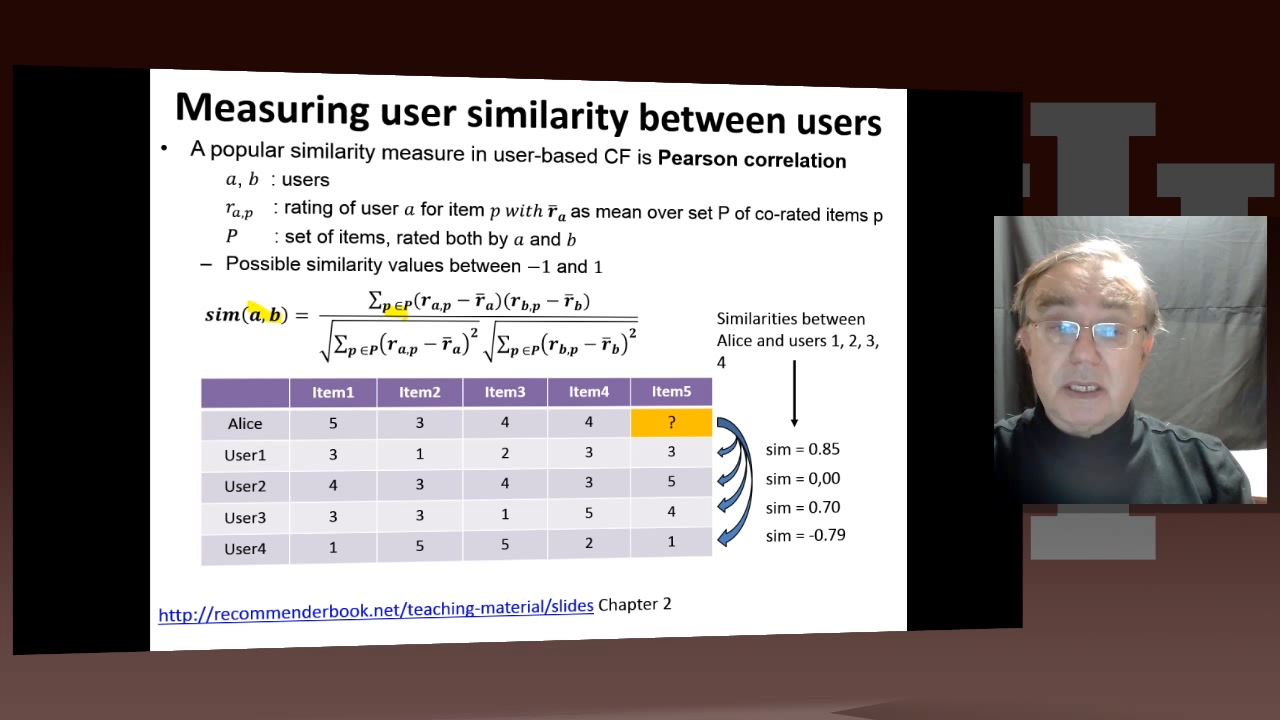 Measuring user similarity between users
• A popular similarity measure in user-based CF is Pearson correlation
a, b : users
r_{a,p} : rating of user a for item p with r̄_a as mean over set P of co-rated items p
P : set of items, rated both by a and b
– Possible similarity values between −1 and 1
sim(a, b) = ∑_{p ∈P}(r_{a,p} − r̄_a)(r_{b,p} − r̄_b) / √∑_{p ∈P}(r_{a,p} − r̄_a)² √∑_{p ∈P}(r_{b,p} − r̄_b)²
Similarities between
Alice and users 1, 2, 3,
4
Item1 Item2 Item3 Item4 Item5
Alice 5 3 4 4 ?
User1 3 1 2 3 3 sim = 0.85
User2 4 3 4 3 5 sim = 0,00
User3 3 3 1 5 4 sim = 0.70
User4 1 5 5 2 1 sim = -0.79
http://recommenderbook.net/teaching-material/slides Chapter 2